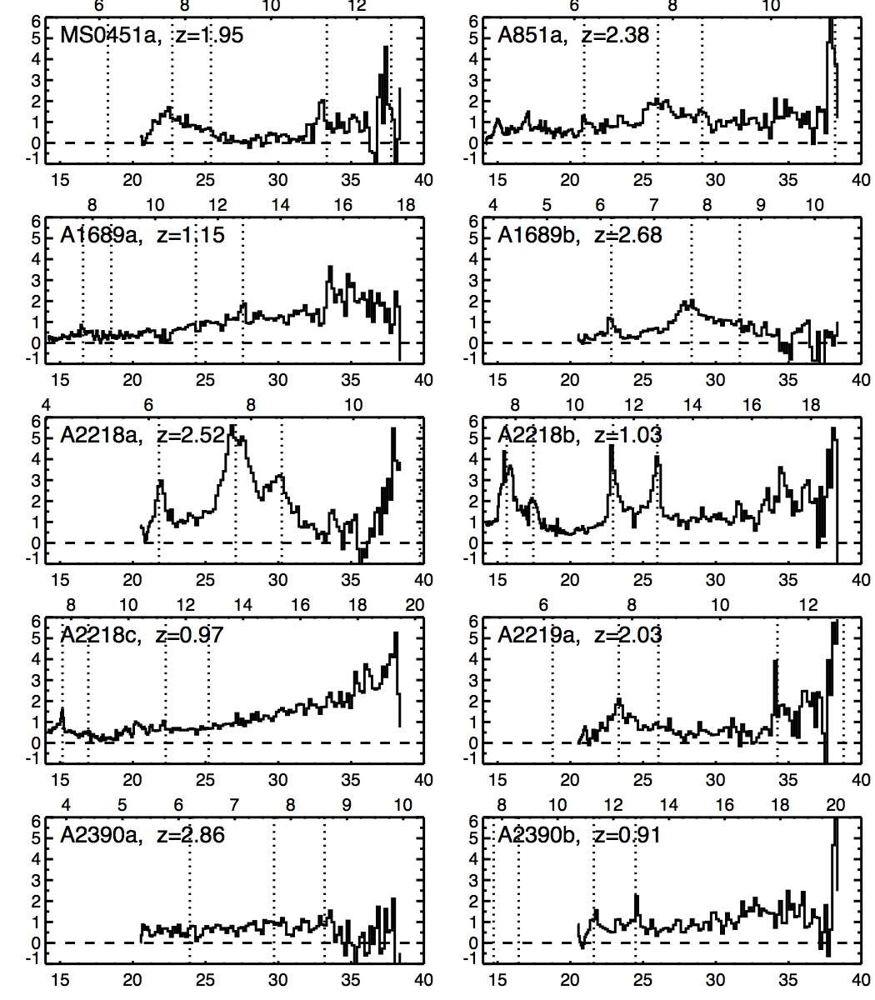 6 8 10 12
6 8 10
MS0451a, z=1.95
A851a, z=2.38
6
5
4
3
2
1
0
-1
6
5
4
3
2
1
0
-1
15 20 25 30 35 40
15 20 25 30 35 40
8 10 12 14 16 18
4 5 6 7 8 9 10
A1689a, z=1.15
A1689b, z=2.68
6
5
4
3
2
1
0
-1
6
5
4
3
2
1
0
-1
15 20 25 30 35 40
15 20 25 30 35 40
4 6 8 10
8 10 12 14 16 18
A2218a, z=2.52
A2218b, z=1.03
6
5
4
3
2
1
0
-1
6
5
4
3
2
1
0
-1
15 20 25 30 35 40
15 20 25 30 35 40
8 10 12 14 16 18 20
6 8 10 12
A2218c, z=0.97
A2219a, z=2.03
6
5
4
3
2
1
0
-1
6
5
4
3
2
1
0
-1
15 20 25 30 35 40
15 20 25 30 35 40
4 5 6 7 8 9 10
8 10 12 14 16 18 20
A2390a, z=2.86
A2390b, z=0.91
6
5
4
3
2
1
0
-1
6
5
4
3
2
1
0
-1
15 20 25 30 35 40
15 20 25 30 35 40